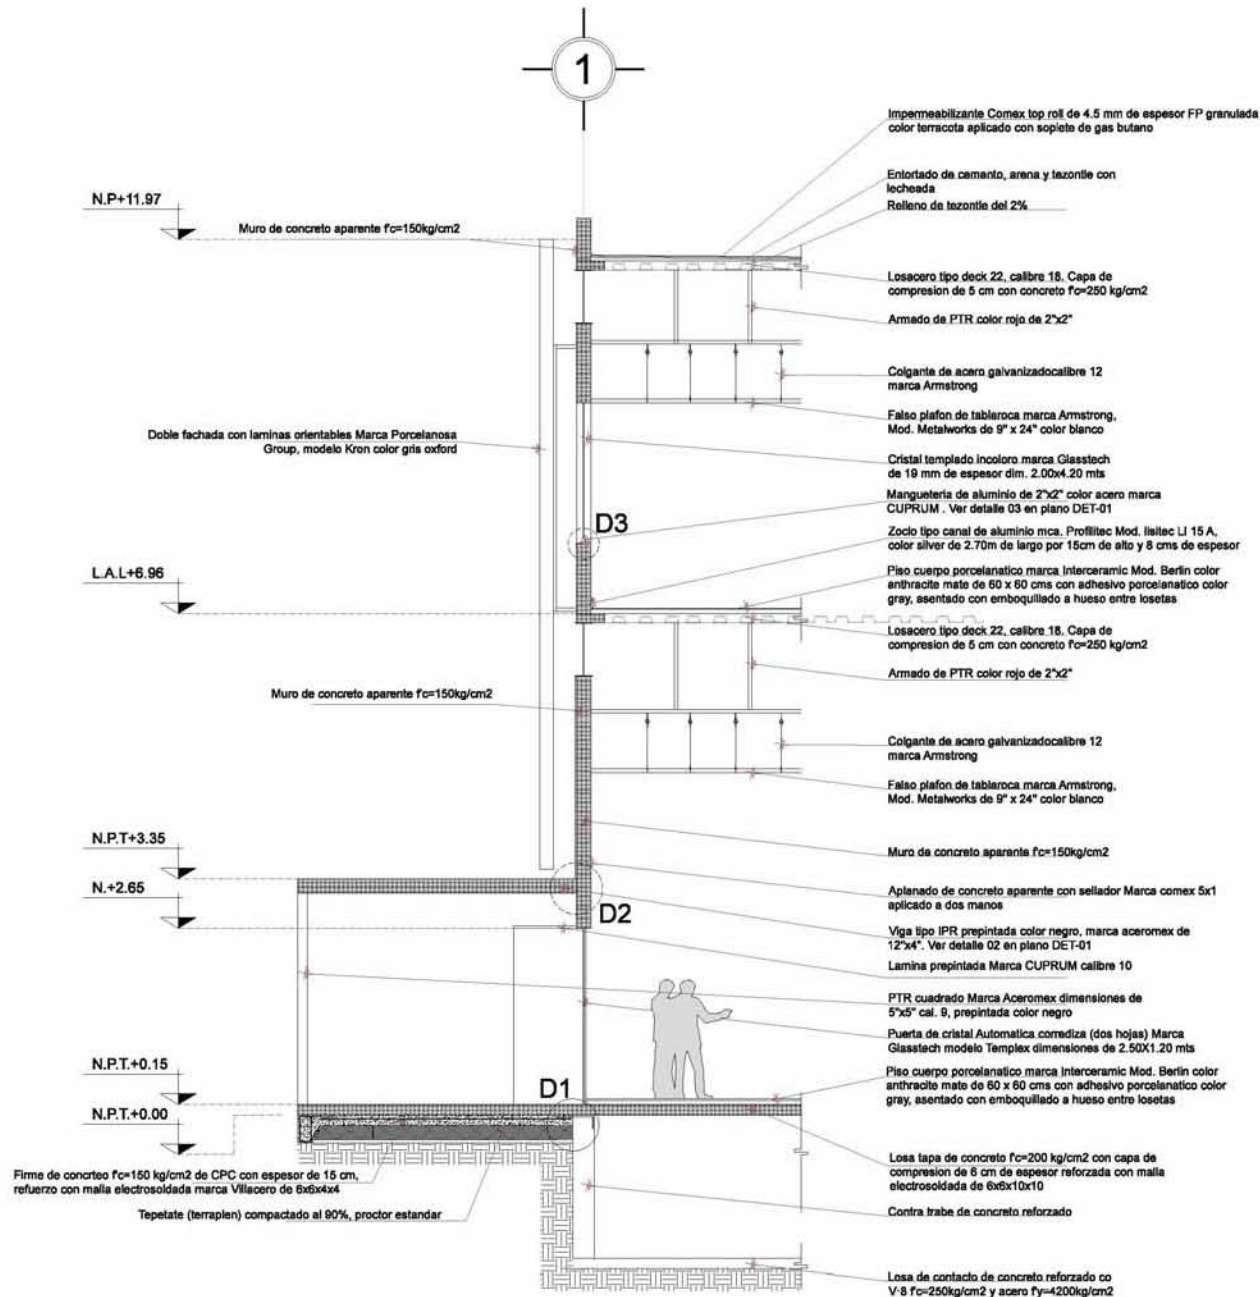 1
Impermeabilizante Comex top roll de 4.5 mm de espesor FP granulada
color terracota aplicado con soplete de gas butano
Entortado de cemanto, arena y tezontle con
lecheada
Relleno de tezontle del 2%
N.P+11.97
Muro de concreto aparente f'c=150kg/cm2
Losacero tipo deck 22, calibre 18. Capa de
compresion de 5 cm con concreto f'c=250 kg/cm2
Armado de PTR color rojo de 2"x2"
Colgante de acero galvanizadocalibre 12
marca Armstrong
Falso plafon de tablaroca marca Armstrong,
Mod. Metalworks de 9" x 24" color blanco
Doble fachada con laminas orientables Marca Porcelanosa
Group, modelo Kron color gris oxford
Cristal templado incoloro marca Glasstech
de 19 mm de espesor dim. 2.00x4.20 mts
Mangueteria de aluminio de 2"x2" color acero marca
CUPRUM . Ver detalle 03 en plano DET-01
D3
Zoclo tipo canal de aluminio mca. Profilitec Mod. lisitec LI 15 A,
color silver de 2.70m de largo por 15cm de alto y 8 cms de espesor
L.A.L+6.96
Piso cuerpo porcelanatico marca Interceramic Mod. Berlin color
anthracite mate de 60 x 60 cms con adhesivo porcelanatico color
gray, asentado con emboquillado a hueso entre losetas
Losacero tipo deck 22, calibre 18. Capa de
compresion de 5 cm con concreto f'c=250 kg/cm2
Armado de PTR color rojo de 2"x2"
Muro de concreto aparente f'c=150kg/cm2
Colgante de acero galvanizadocalibre 12
marca Armstrong
Falso plafon de tablaroca marca Armstrong,
Mod. Metalworks de 9" x 24" color blanco
N.P.T+3.35
Muro de concreto aparente f'c=150kg/cm2
N.+2.65
Aplanado de concreto aparente con sellador Marca comex 5x1
aplicado a dos manos
D2
Viga tipo IPR prepintada color negro, marca aceromex de
12"x4". Ver detalle 02 en plano DET-01
Lamina prepintada Marca CUPRUM calibre 10
PTR cuadrado Marca Aceromex dimensiones de
5"x5" cal. 9, prepintada color negro
Puerta de cristal Automatica corrediza (dos hojas) Marca
Glasstech modelo Templex dimensiones de 2.50X1.20 mts
N.P.T.+0.15
Piso cuerpo porcelanatico marca Interceramic Mod. Berlin color
anthracite mate de 60 x 60 cms con adhesivo porcelanatico color
gray, asentado con emboquillado a hueso entre losetas
D1
N.P.T.+0.00
Losa tapa de concreto f'c=200 kg/cm2 con capa de
compresion de 6 cm de espesor reforzada con malla
electrosoldada de 6x6x10x10
Firme de concrteo f'c=150 kg/cm2 de CPC con espesor de 15 cm,
refuerzo con malla electrosoldada marca Villacero de 6x6x4x4
Tepetate (terraplen) compactado al 90%, proctor estandar
Contra trabe de concreto reforzado
Losa de contacto de concreto reforzado co
V-8 f'c=250kg/cm2 y acero f'y=4200kg/cm2